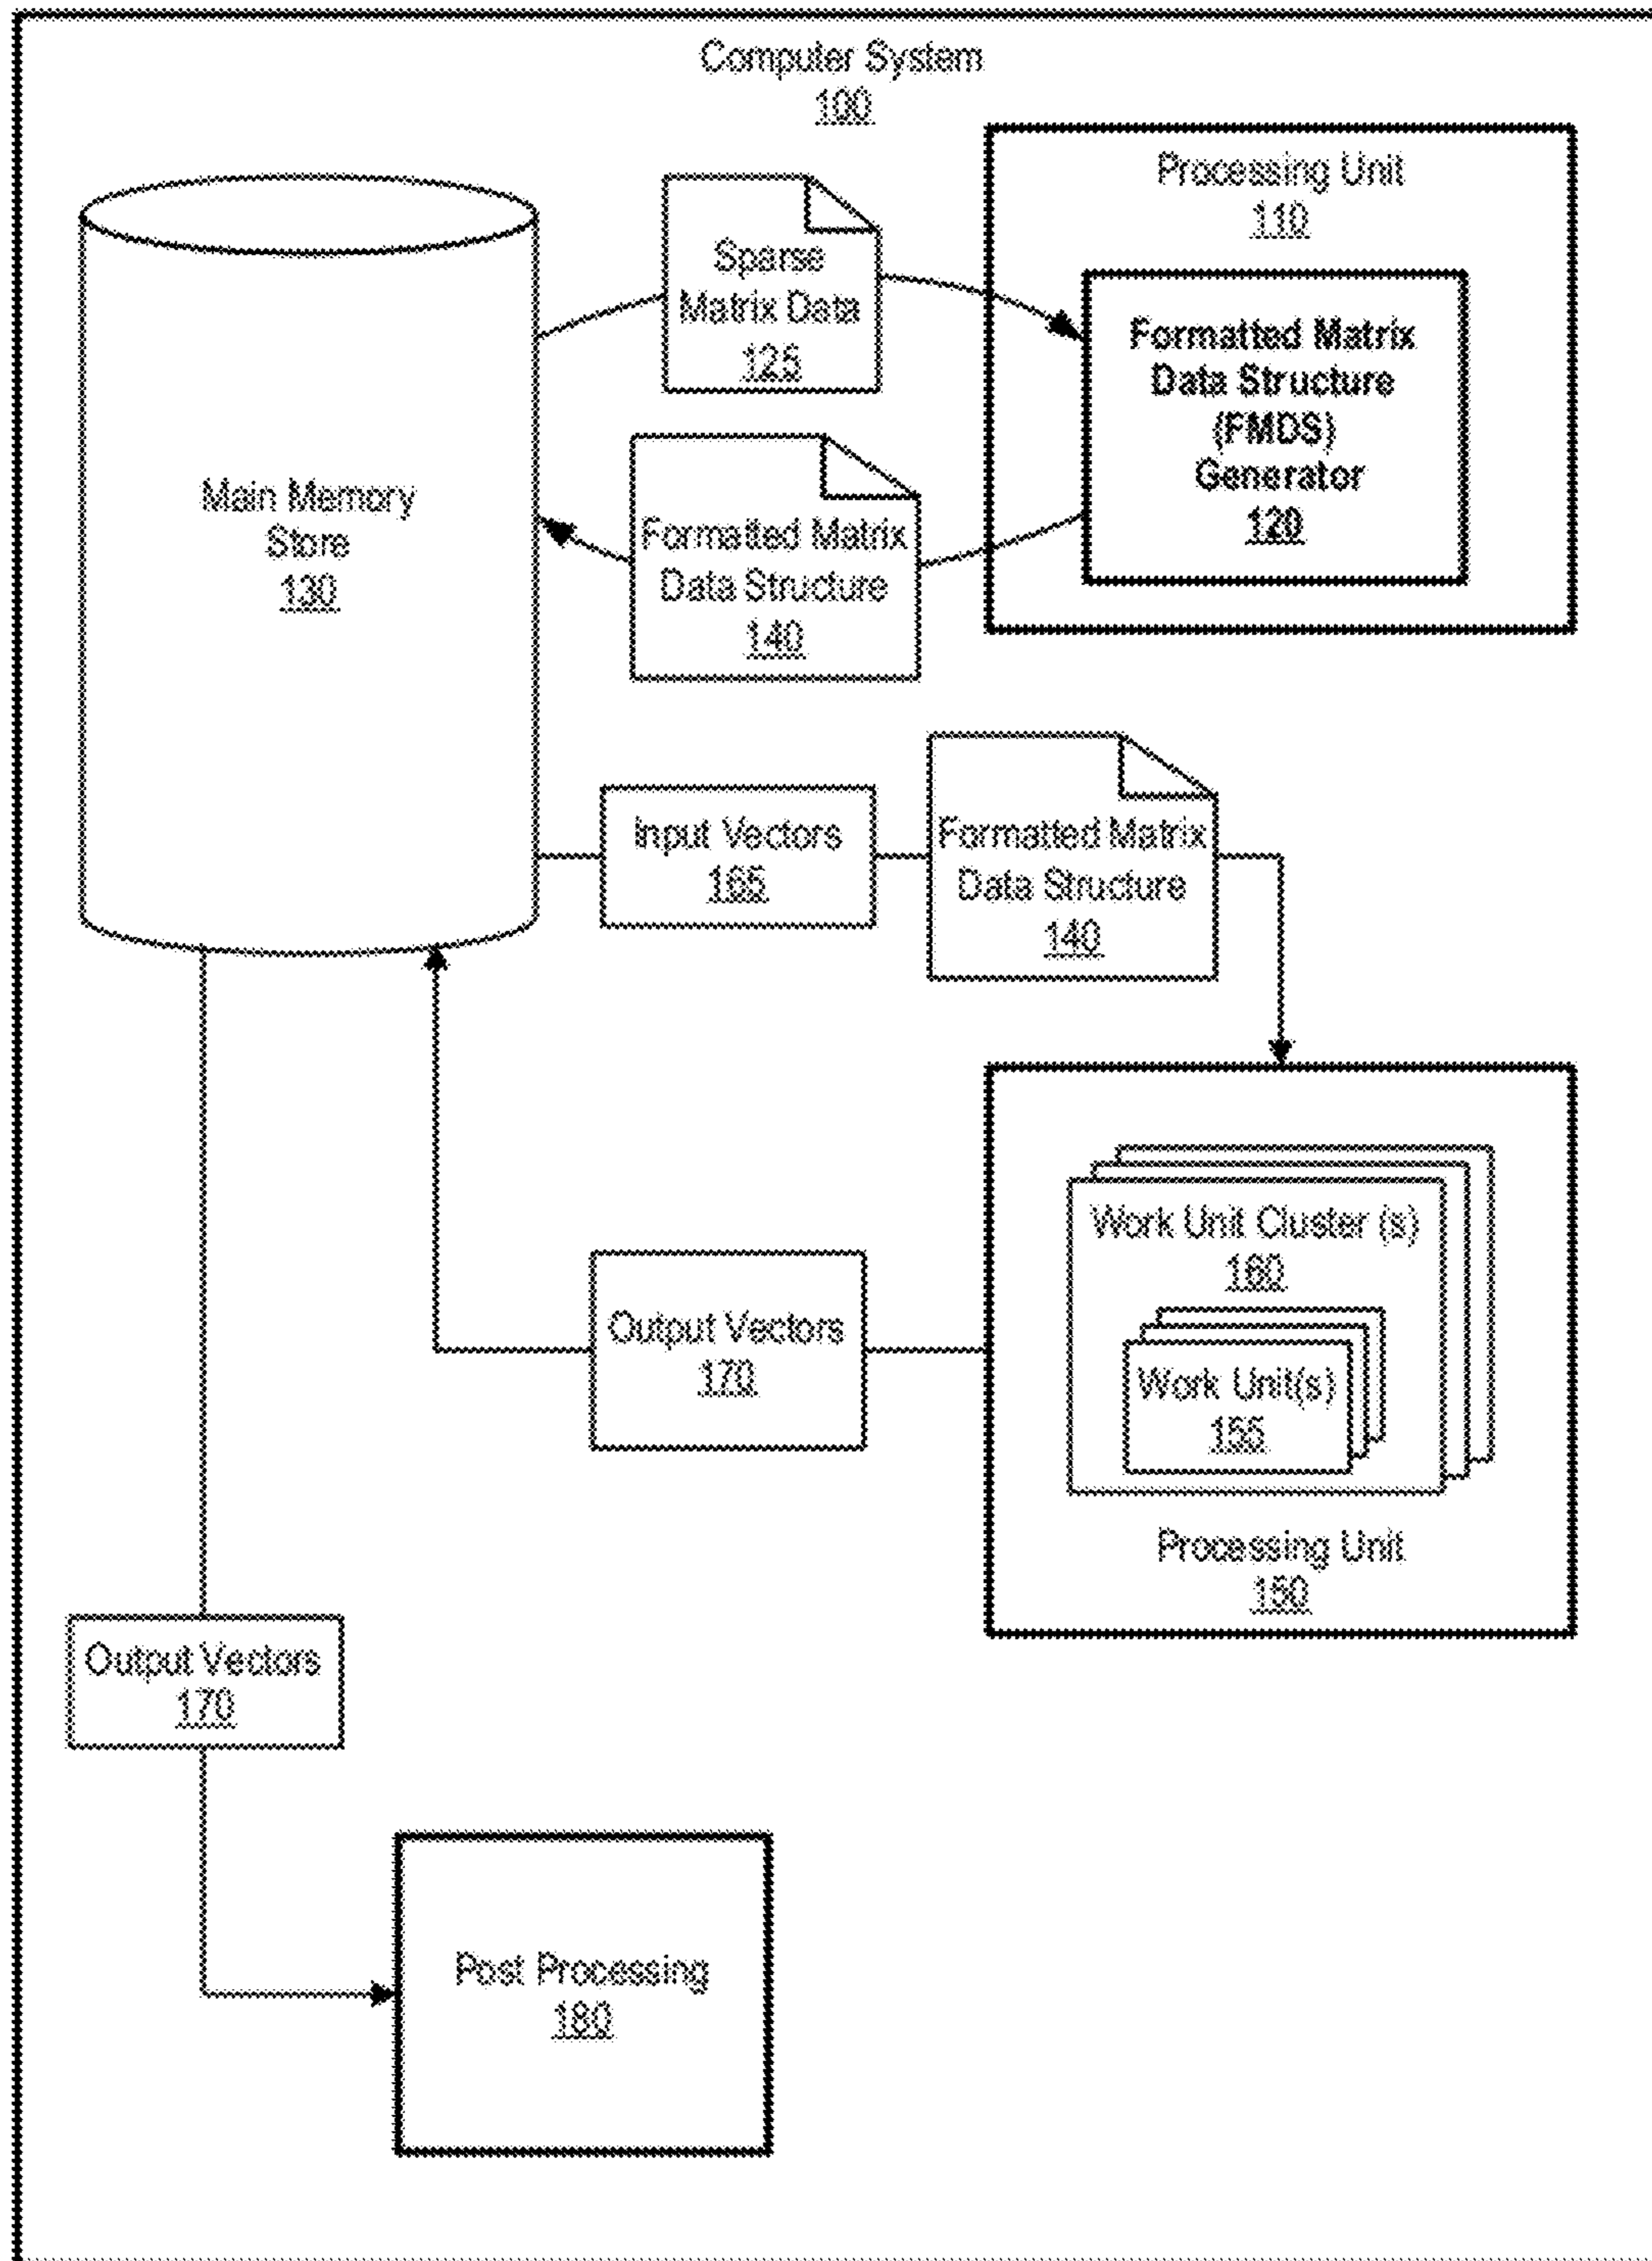 Computer System
100
Processing Unit
110
Sparse
Matrix Data
125
Formatted Matrix
Data Structure
(FMDS)
Generator
120
Main Memory
Store
130
Formatted Matrix
Data Structure
140
Input Vectors
165
Formatted Matrix
Data Structure
140
Work Unit Cluster (s)
160
Output Vectors
170
Work Unit(s)
155
Processing Unit
150
Output Vectors
170
Post Processing
180